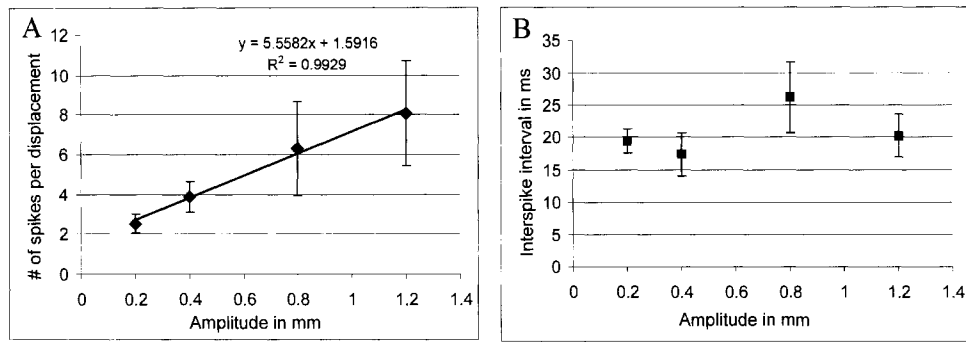 A
y = 5.5582x + 1.5916
R² = 0.9929
# of spikes per displacement
12
10
8
6
4
2
0
0 0.2 0.4 0.6 0.8 1 1.2 1.4
Amplitude in mm
B
Interspike interval in ms
35
30
25
20
15
10
5
0
0 0.2 0.4 0.6 0.8 1 1.2 1.4
Amplitude in mm